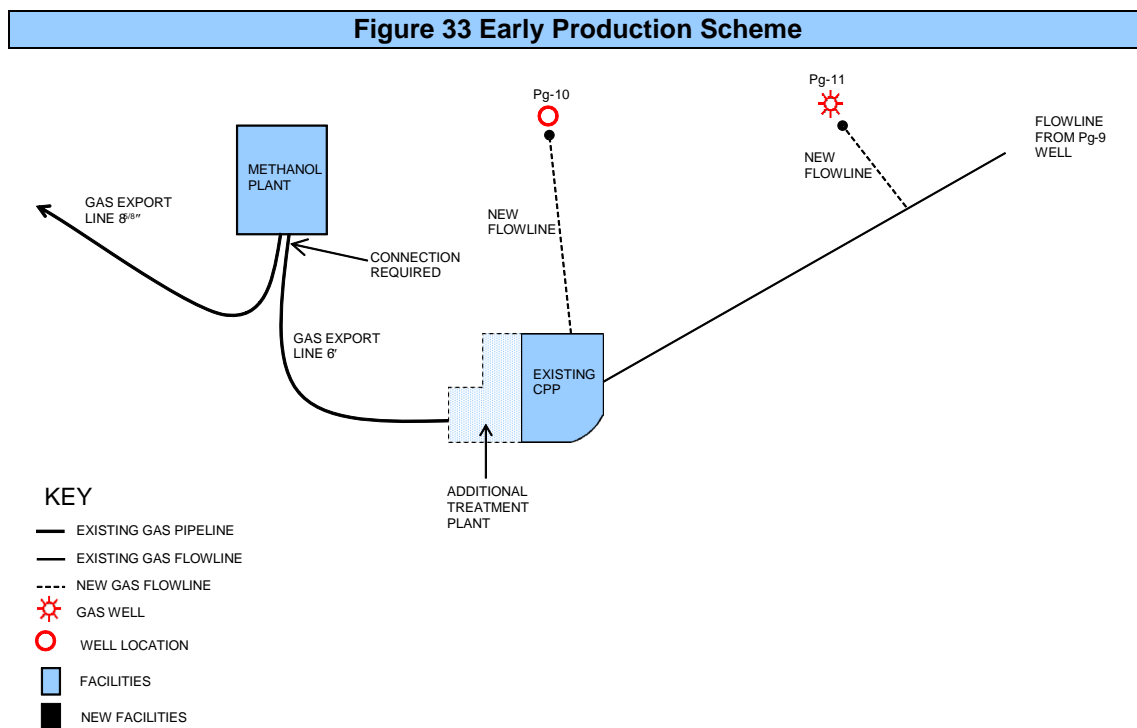 Figure 33 Early Production Scheme
Pg-10
Pg-11
FLOWLINE
FROM Pg-9
WELL
METHANOL
PLANT
NEW
FLOWLINE
GAS EXPORT
LINE 85/8"
NEW
FLOWLINE
CONNECTION
REQUIRED
GAS EXPORT
LINE 6'
EXISTING
CPP
ADDITIONAL
TREATMENT
PLANT
KEY
EXISTING GAS PIPELINE
EXISTING GAS FLOWLINE
NEW GAS FLOWLINE
GAS WELL
WELL LOCATION
FACILITIES
NEW FACILITIES